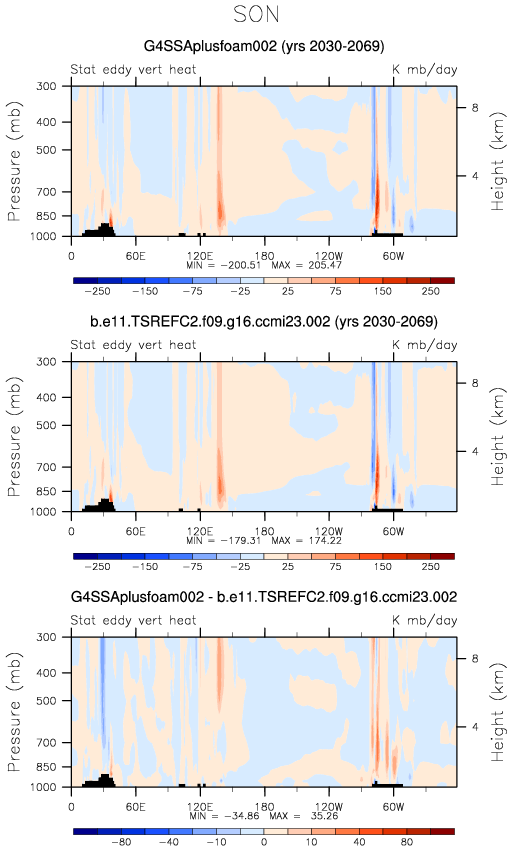 SON
G4SSAplusfoam002 (yrs 2030-2069)
Stat eddy vert heat K mb/day
300
400
500
700
850
1000
Pressure (mb)
8
4
Height (km)
0 60E 120E 180 120W 60W
MIN = -200.51 MAX = 205.47
-250 -150 -75 -25 25 75 150 250
b.e11.TSREFC2.f09.g16.ccmi23.002 (yrs 2030-2069)
Stat eddy vert heat K mb/day
300
400
500
700
850
1000
Pressure (mb)
8
4
Height (km)
0 60E 120E 180 120W 60W
MIN = -179.31 MAX = 174.22
-250 -150 -75 -25 25 75 150 250
G4SSAplusfoam002 - b.e11.TSREFC2.f09.g16.ccmi23.002
Stat eddy vert heat K mb/day
300
400
500
700
850
1000
Pressure (mb)
8
4
Height (km)
0 60E 120E 180 120W 60W
MIN = -34.86 MAX = 35.26
-80 -40 -10 0 10 40 80